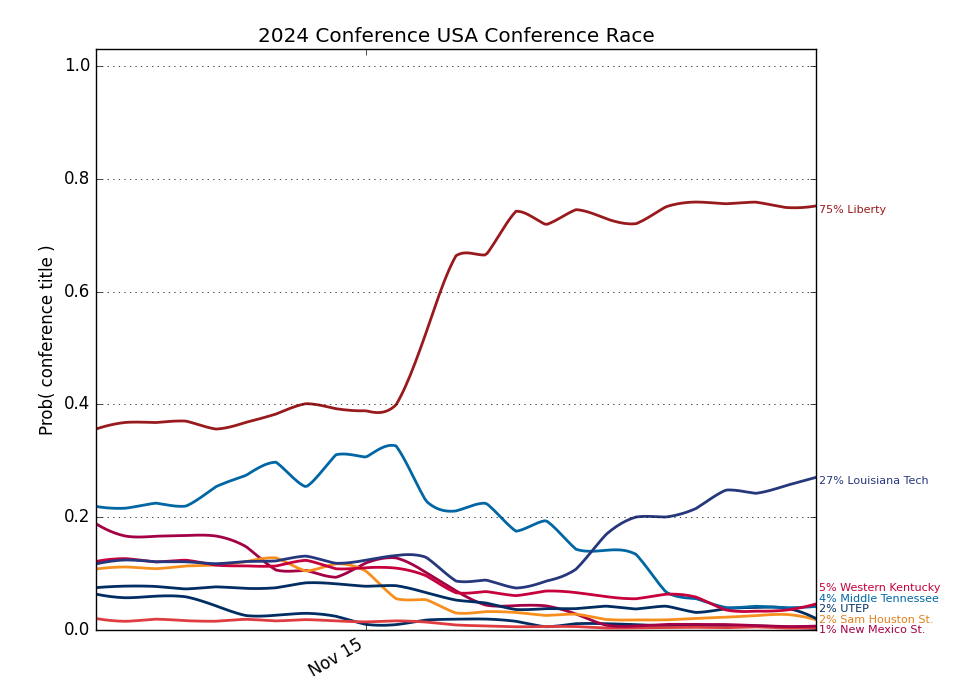 2024 Conference USA Conference Race
1.0
0.8
0.6
0.4
0.2
0.0
Prob( conference title )
Nov 15
75% Liberty
27% Louisiana Tech
5% Western Kentucky
4% Middle Tennessee
2% UTEP
2% Sam Houston St.
1% New Mexico St.